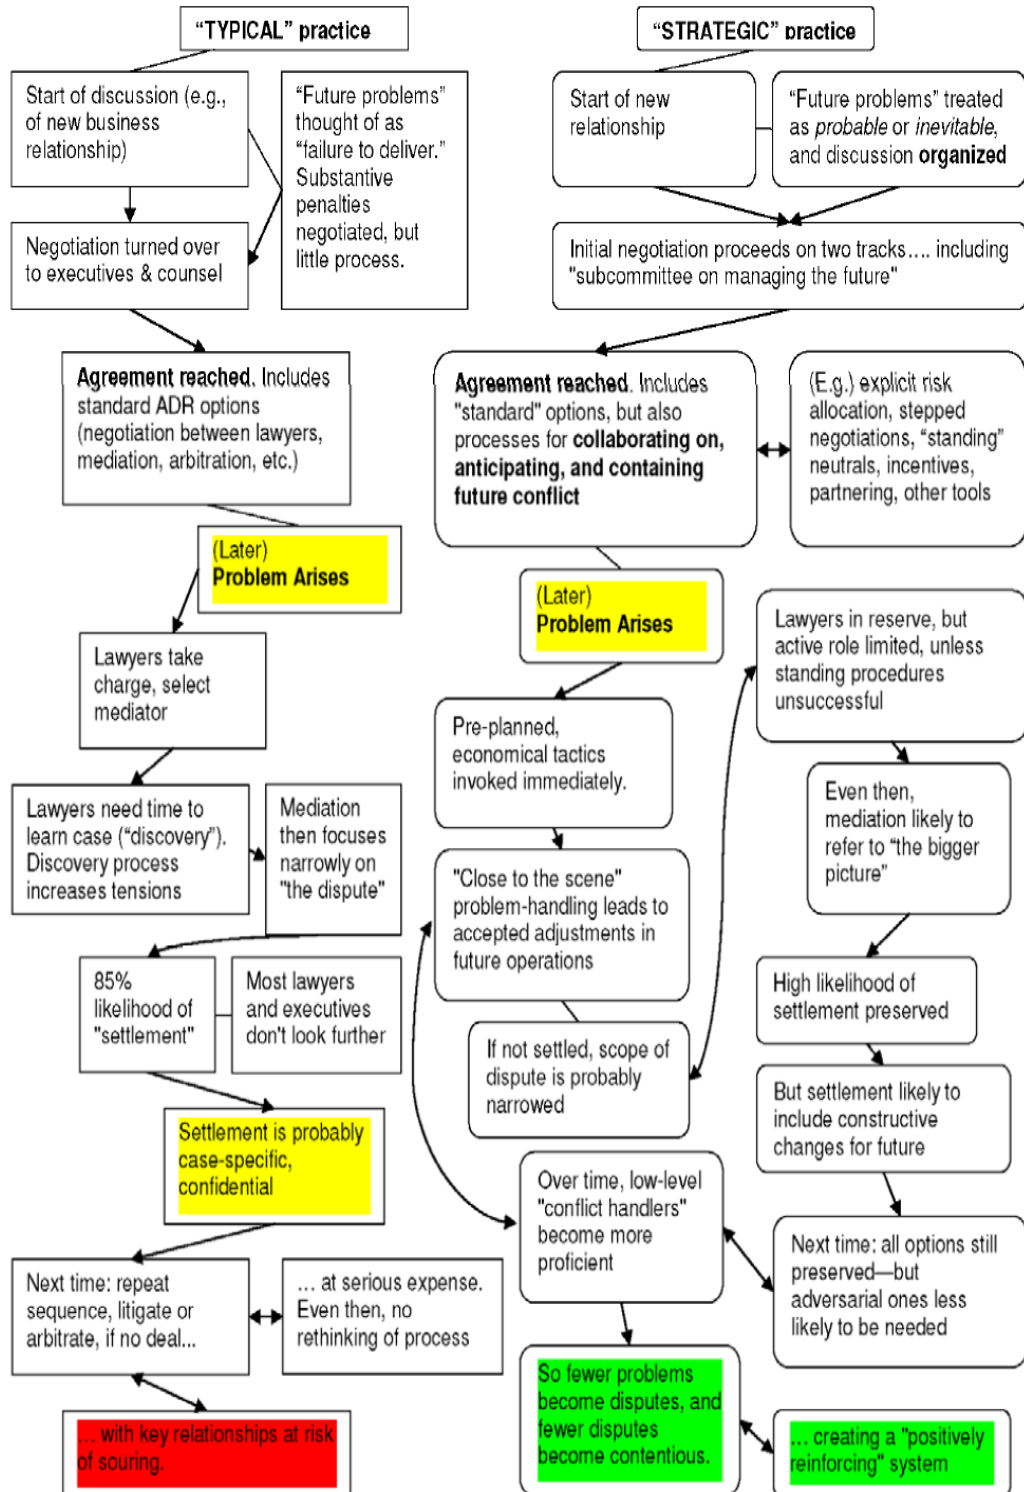 “TYPICAL” practice
Start of discussion (e.g.,
of new business
relationship)
“Future problems”
thought of as
“failure to deliver.”
Substantive
penalties
negotiated, but
little process.
Negotiation turned over
to executives & counsel
Agreement reached. Includes
standard ADR options
(negotiation between lawyers,
mediation, arbitration, etc.)
(Later)
Problem Arises
Lawyers take
charge, select
mediator
Lawyers need time to
learn case (“discovery”).
Discovery process
increases tensions
Mediation
then focuses
narrowly on
"the dispute"
85%
likelihood of
"settlement"
Most lawyers
and executives
don't look further
Settlement is probably
case-specific,
confidential
Next time: repeat
sequence, litigate or
arbitrate, if no deal...
... at serious expense.
Even then, no
rethinking of process
... with key relationships at risk
of souring.
“STRATEGIC” practice
Start of new
relationship
“Future problems” treated
as probable or inevitable,
and discussion organized
Initial negotiation proceeds on two tracks.... including
"subcommittee on managing the future"
Agreement reached. Includes
"standard" options, but also
processes for collaborating on,
anticipating, and containing
future conflict
(E.g.) explicit risk
allocation, stepped
negotiations, “standing”
neutrals, incentives,
partnering, other tools
(Later)
Problem Arises
Pre-planned,
economical tactics
invoked immediately.
"Close to the scene"
problem-handling leads to
accepted adjustments in
future operations
If not settled, scope of
dispute is probably
narrowed
Lawyers in reserve, but
active role limited, unless
standing procedures
unsuccessful
Even then,
mediation likely to
refer to “the bigger
picture”
High likelihood of
settlement preserved
But settlement likely to
include constructive
changes for future
Over time, low-level
"conflict handlers"
become more
proficient
Next time: all options still
preserved—but
adversarial ones less
likely to be needed
So fewer problems
become disputes, and
fewer disputes
become contentious.
... creating a "positively
reinforcing" system